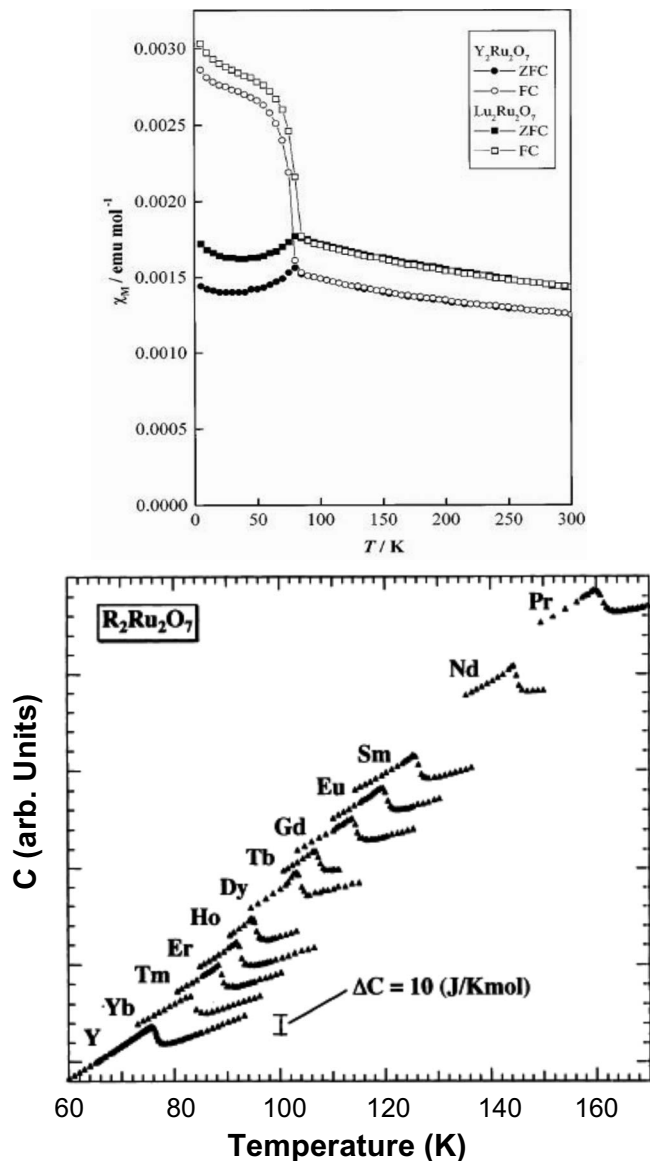 0.0030
0.0025
0.0020
0.0015
0.0010
0.0005
0.0000
χM / emu mol⁻¹
Y₂Ru₂O₇
ZFC
FC
Lu₂Ru₂O₇
ZFC
FC
0 50 100 150 200 250 300
T / K
R₂Ru₂O₇
Pr
Nd
Sm
Eu
Gd
Tb
Dy
Ho
Er
Tm
Yb
Y
ΔC = 10 (J/Kmol)
C (arb. Units)
60 80 100 120 140 160
Temperature (K)